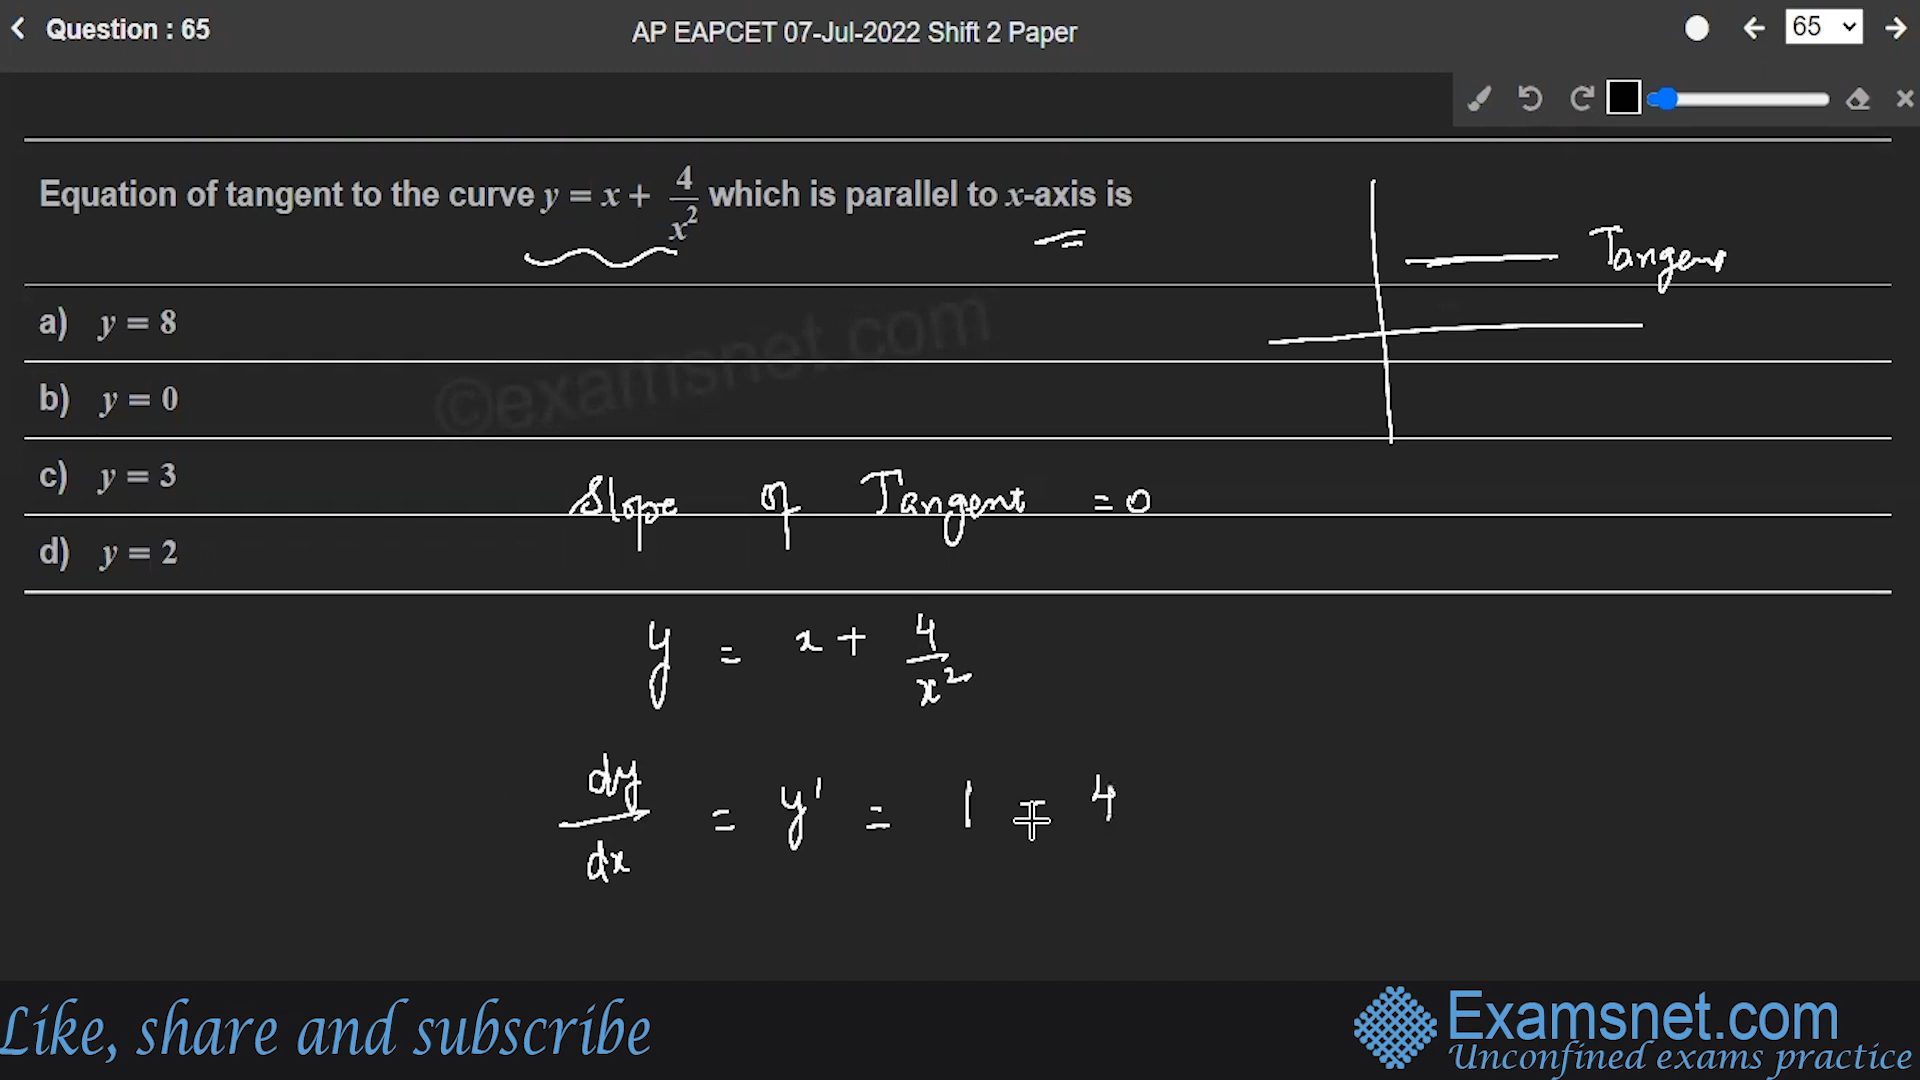 Question : 65
AP EAPCET 07-Jul-2022 Shift 2 Paper
65
Equation of tangent to the curve y = x + 4/x² which is parallel to x-axis is
Tangent
a) y = 8
b) y = 0
c) y = 3
d) y = 2
©examsnet.com
Slope of Tangent = 0
y = x + 4/x²
dy/dx = y' = 1 + 4
Like, share and subscribe
Examsnet.com
Unconfined exams practice